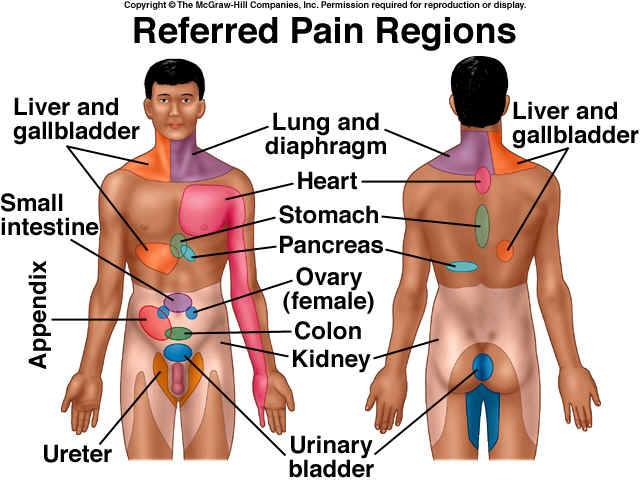 Copyright © The McGraw-Hill Companies, Inc. Permission required for reproduction or display.
Referred Pain Regions
Liver and
gallbladder
Small
intestine
Appendix
Ureter
Lung and
diaphragm
Heart
Stomach
Pancreas
Ovary
(female)
Colon
Kidney
Urinary
bladder
Liver and
gallbladder